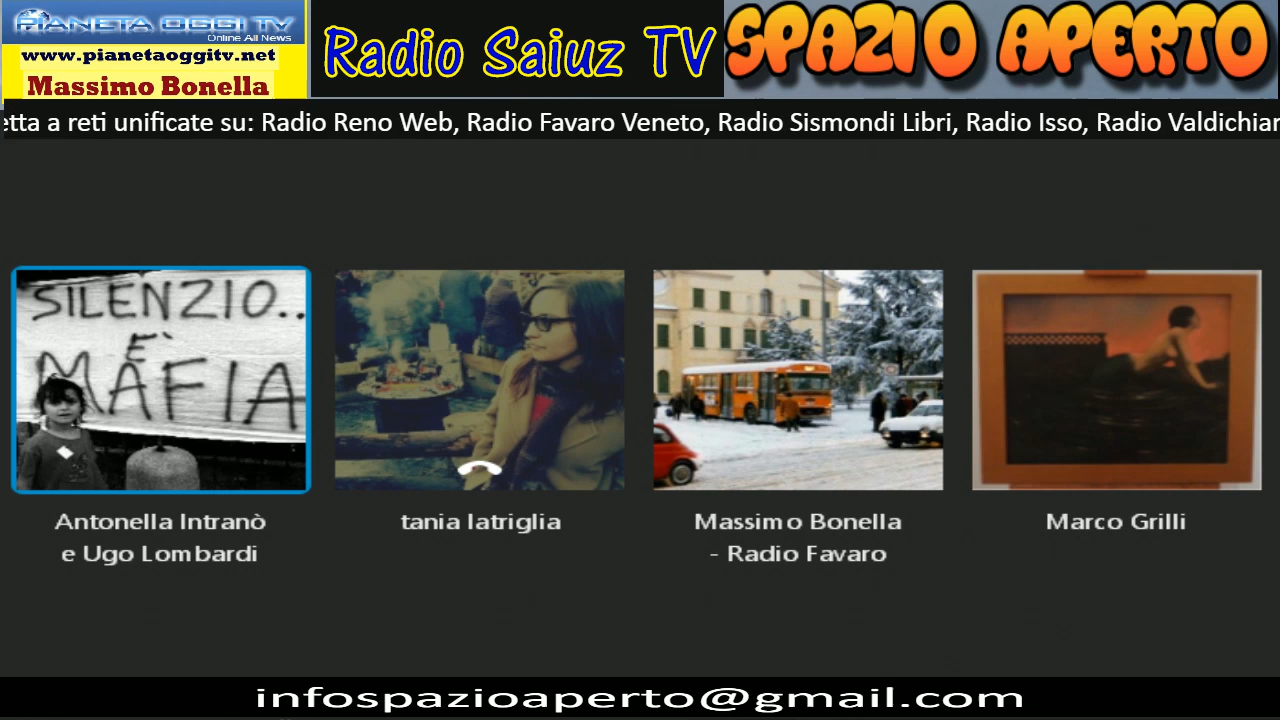 PIANETA OGGI TV
Online All News
www.pianetaoggitv.net
Massimo Bonella
Radio Saiuz TV
SPAZIO APERTO
etta a reti unificate su: Radio Reno Web, Radio Favaro Veneto, Radio Sismondi Libri, Radio Isso, Radio Valdichian
SILENZIO..
E'
MAFIA
Antonella Intranò
e Ugo Lombardi
tania latriglia
Massimo Bonella
- Radio Favaro
Marco Grilli
infospazioaperto@gmail.com